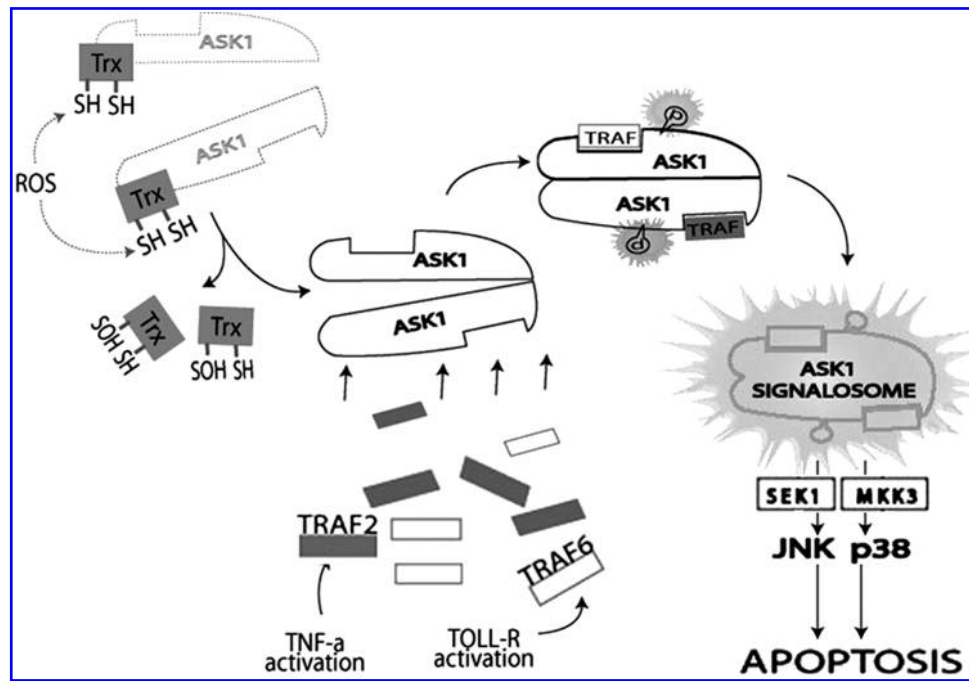 ASK1
Trx
SH SH
ASK1
ROS
Trx
SH SH
TRAF
ASK1
ASK1
TRAF
ASK1
ASK1
Trx
SOH SH
Trx
SOH SH
ASK1
SIGNALOSOME
SEK1 MKK3
JNK p38
TRAF2
TRAF6
TNF-a
activation
TOLL-R
activation
APOPTOSIS